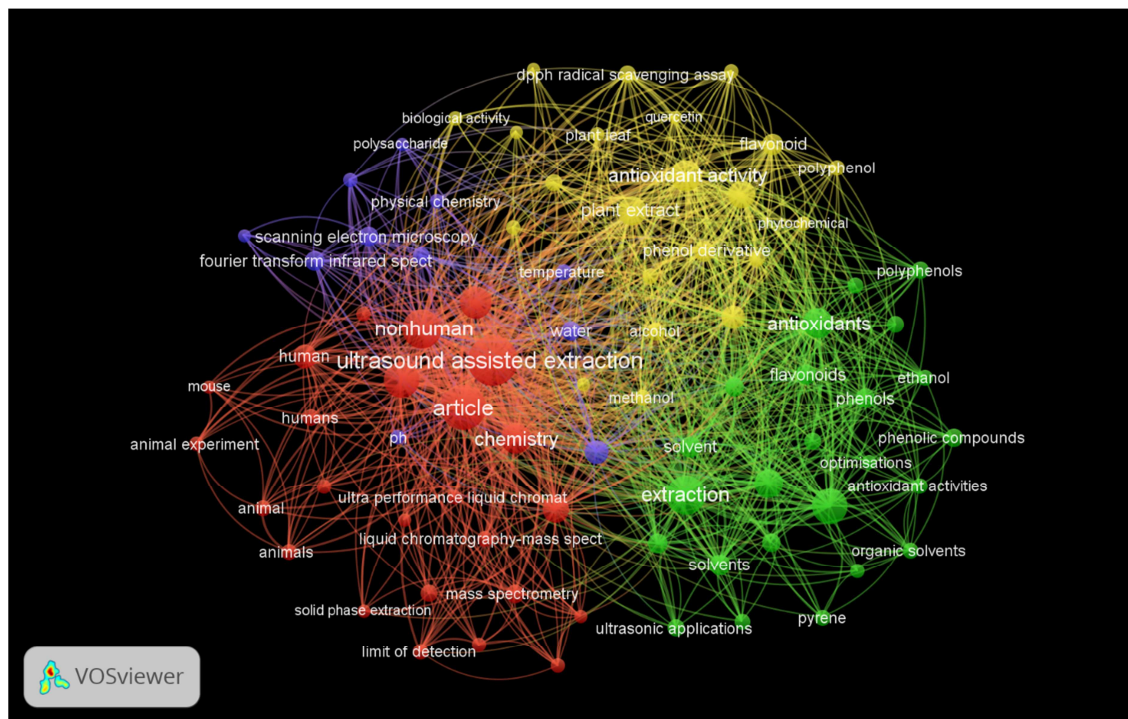 dpph radical scavenging assay
biological activity
quercetin
plant leaf
polysaccharide
flavonoid
antioxidant activity
polyphenol
physical chemistry
plant extract
phytochemical
scanning electron microscopy
phenol derivative
fourier transform infrared spect
temperature
polyphenols
nonhuman
water
alcohol
antioxidants
human
ultrasound assisted extraction
mouse
flavonoids
ethanol
methanol
phenols
article
humans
animal experiment
ph
chemistry
solvent
phenolic compounds
optimisations
ultra performance liquid chromat
extraction
antioxidant activities
animal
liquid chromatography-mass spect
animals
organic solvents
solvents
mass spectrometry
solid phase extraction
pyrene
ultrasonic applications
limit of detection
VOSviewer